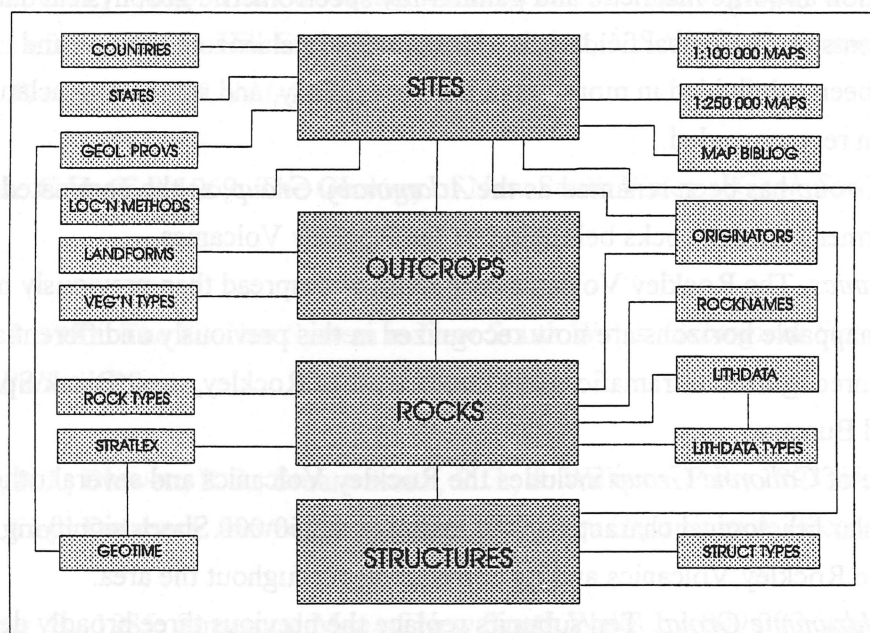 COUNTRIES
STATES
GEOL. PROVS
LOC'N METHODS
LANDFORMS
VEG'N TYPES
ROCK TYPES
STRATLEX
GEOTIME
SITES
OUTCROPS
ROCKS
STRUCTURES
1:100 000 MAPS
1:250 000 MAPS
MAP BIBLIOG
ORIGINATORS
ROCKNAMES
LITHDATA
LITHDATA TYPES
STRUCT TYPES